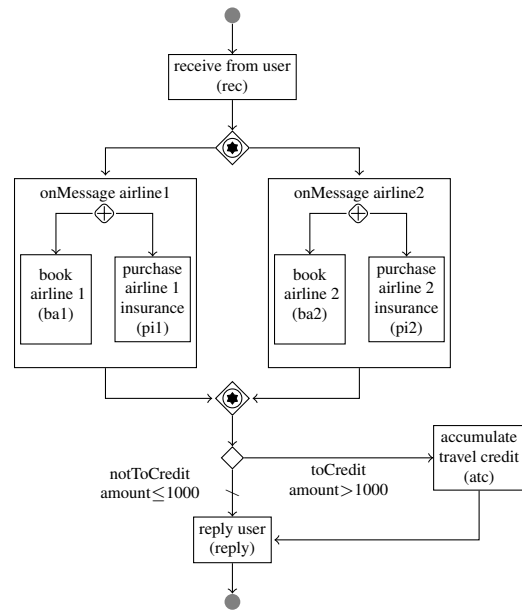 receive from user
(rec)
onMessage airline1
onMessage airline2
book
airline 1
(ba1)
purchase
airline 1
insurance
(pi1)
book
airline 2
(ba2)
purchase
airline 2
insurance
(pi2)
notToCredit
amount≤1000
toCredit
amount>1000
accumulate
travel credit
(atc)
reply user
(reply)